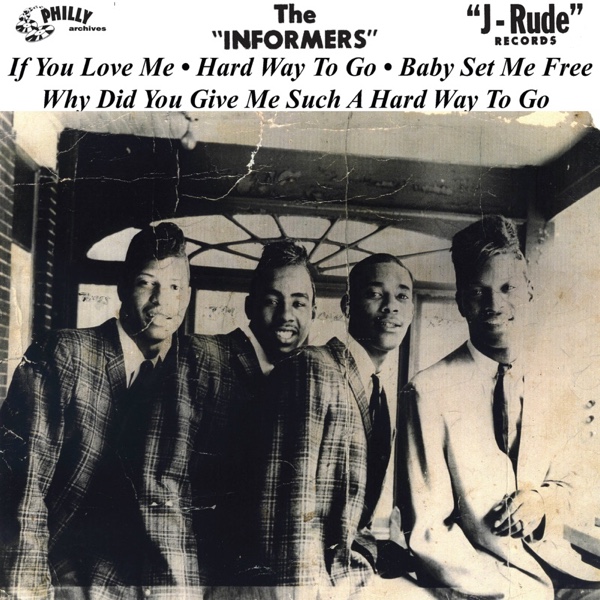 PHILLY
archives
The
"INFORMERS"
"J-Rude"
RECORDS
If You Love Me • Hard Way To Go • Baby Set Me Free
Why Did You Give Me Such A Hard Way To Go